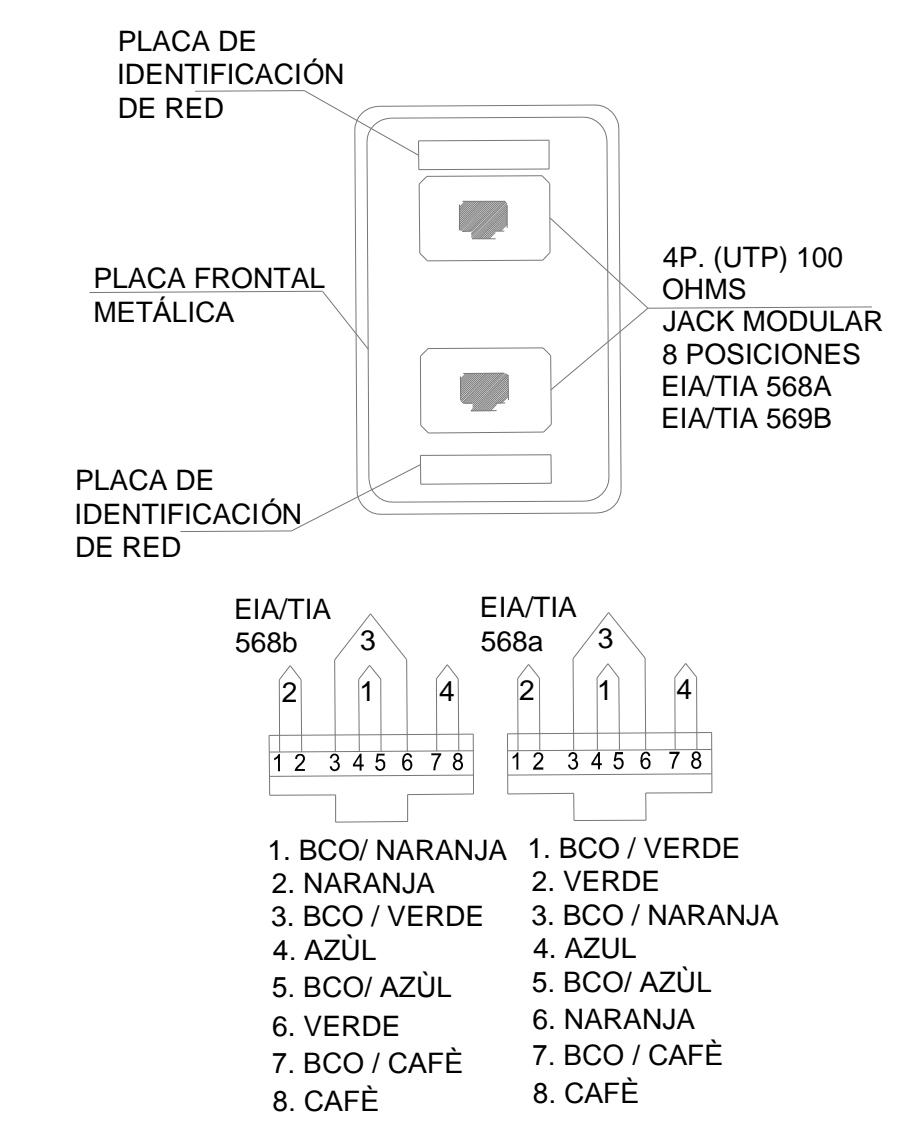 PLACA DE
IDENTIFICACIÓN
DE RED
PLACA FRONTAL
METÁLICA
4P. (UTP) 100
OHMS
JACK MODULAR
8 POSICIONES
EIA/TIA 568A
EIA/TIA 569B
PLACA DE
IDENTIFICACIÓN
DE RED
EIA/TIA
568b
3
2 1 4
1 2 3 4 5 6 7 8
1. BCO/ NARANJA
2. NARANJA
3. BCO / VERDE
4. AZÙL
5. BCO/ AZÙL
6. VERDE
7. BCO / CAFÈ
8. CAFÈ
EIA/TIA
568a
3
2 1 4
1 2 3 4 5 6 7 8
1. BCO / VERDE
2. VERDE
3. BCO / NARANJA
4. AZUL
5. BCO/ AZÙL
6. NARANJA
7. BCO / CAFÈ
8. CAFÈ